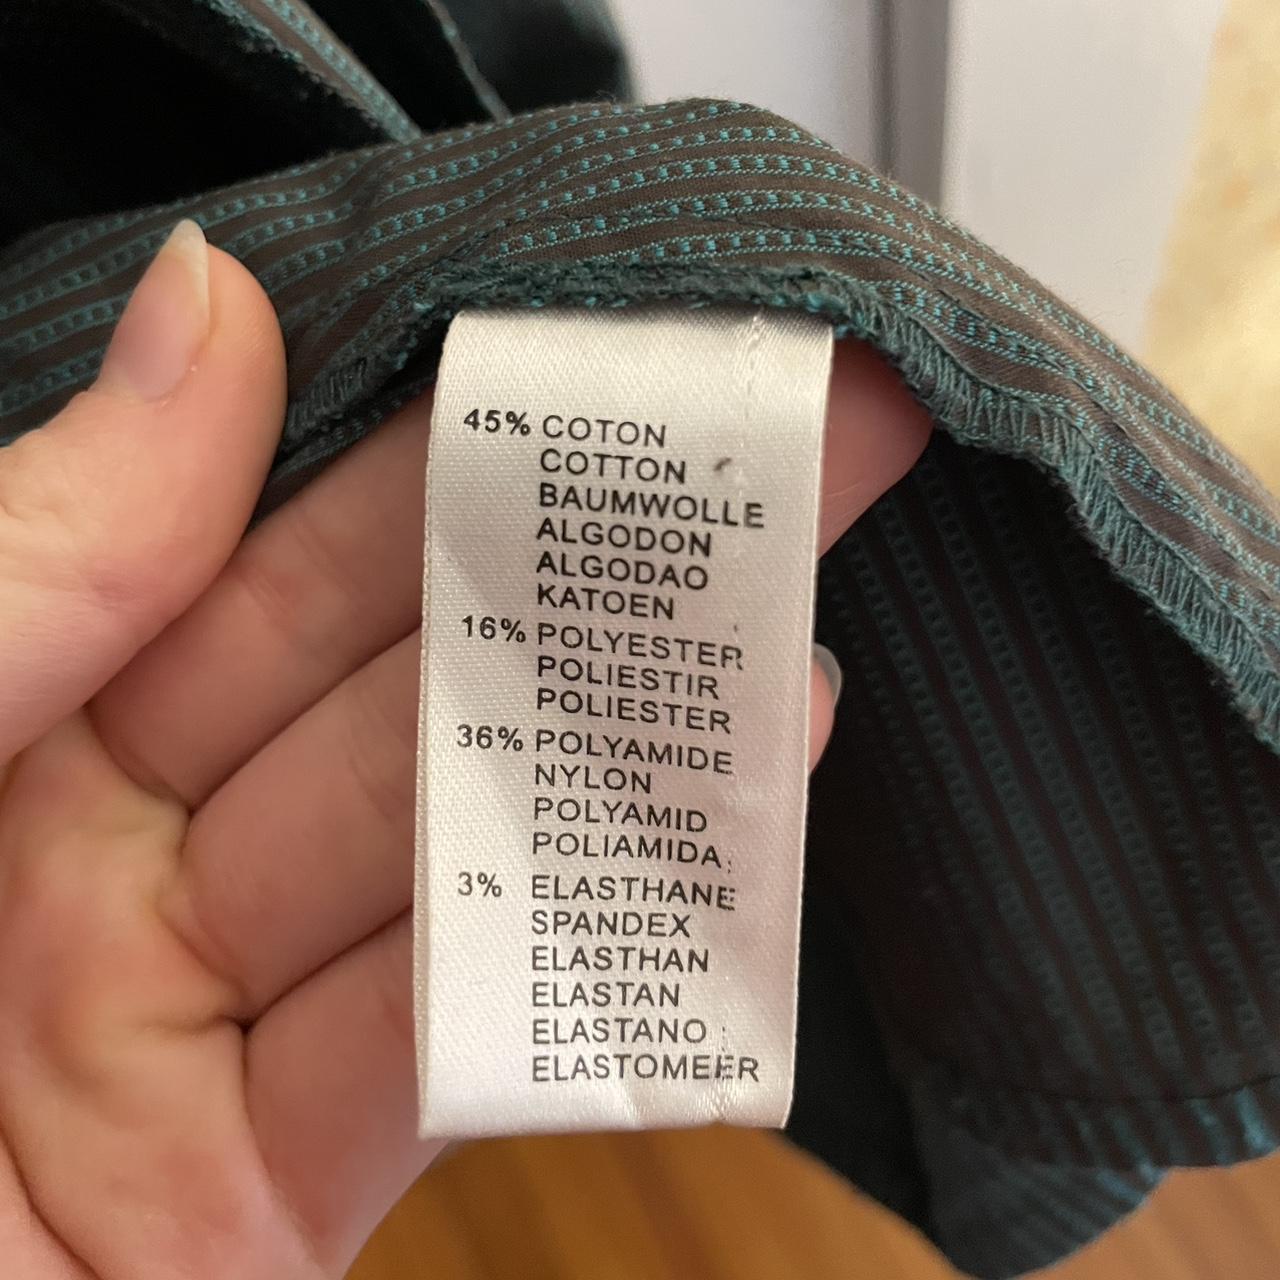 45% COTON
COTTON
BAUMWOLLE
ALGODON
ALGODAO
KATOEN
16% POLYESTER
POLIESTIR
POLIESTER
36% POLYAMIDE
NYLON
POLYAMID
POLIAMIDA
3% ELASTHANE
SPANDEX
ELASTHAN
ELASTAN
ELASTANO
ELASTOMEER